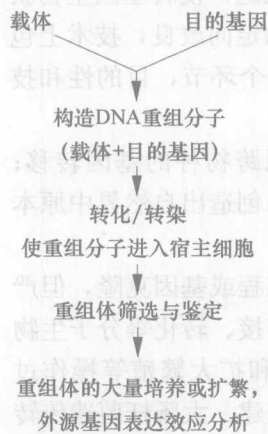 载体 目的基因
构造DNA重组分子
(载体+目的基因)
转化/转染
使重组分子进入宿主细胞
重组体筛选与鉴定
重组体的大量培养或扩繁,
外源基因表达效应分析